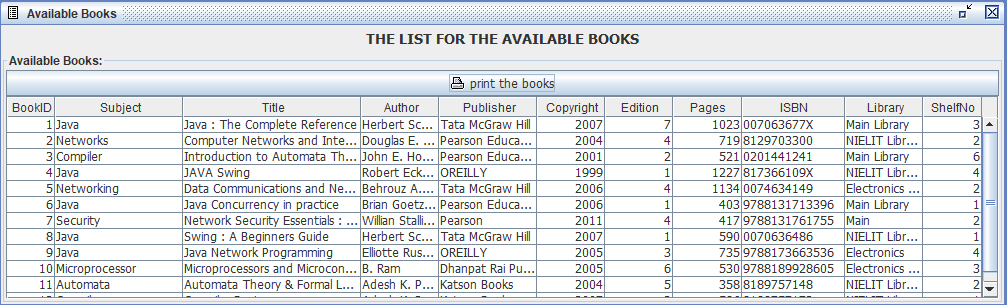 Available Books
THE LIST FOR THE AVAILABLE BOOKS
Available Books:
print the books
BookID Subject Title Author Publisher Copyright Edition Pages ISBN Library ShelfNo
1 Java Java : The Complete Reference Herbert Sc... Tata McGraw Hill 2007 7 1023 007063677X Main Library 3
2 Networks Computer Networks and Inte... Douglas E. ... Pearson Educa... 2004 4 719 8129703300 NIELIT Libr... 2
3 Compiler Introduction to Automata Th... John E. Ho... Pearson Educa... 2001 2 521 0201441241 Main Library 6
4 Java JAVA Swing Robert Eck... OREILLY 1999 1 1227 817366109X NIELIT Libr... 4
5 Networking Data Communications and Ne... Behrouz A.... Tata McGraw Hill 2006 4 1134 0074634149 Electronics ... 2
6 Java Java Concurrency in practice Brian Goetz... Pearson Educa... 2006 1 403 9788131713396 Main Library 1
7 Security Network Security Essentials : ... Willian Stalli... Pearson 2011 4 417 9788131761755 Main 2
8 Java Swing : A Beginners Guide Herbert Sc... Tata McGraw Hill 2007 1 590 0070636486 NIELIT Libr... 1
9 Java Java Network Programming Elliotte Rus... OREILLY 2005 3 735 9788173663536 Electronics ... 4
10 Microprocessor Microprocessors and Microcon... B. Ram Dhanpat Rai Pu... 2005 6 530 9788189928605 Electronics ... 3
11 Automata Automata Theory & Formal L... Adesh K. P... Katson Books 2004 5 358 8189757148 NIELIT Libr... 2